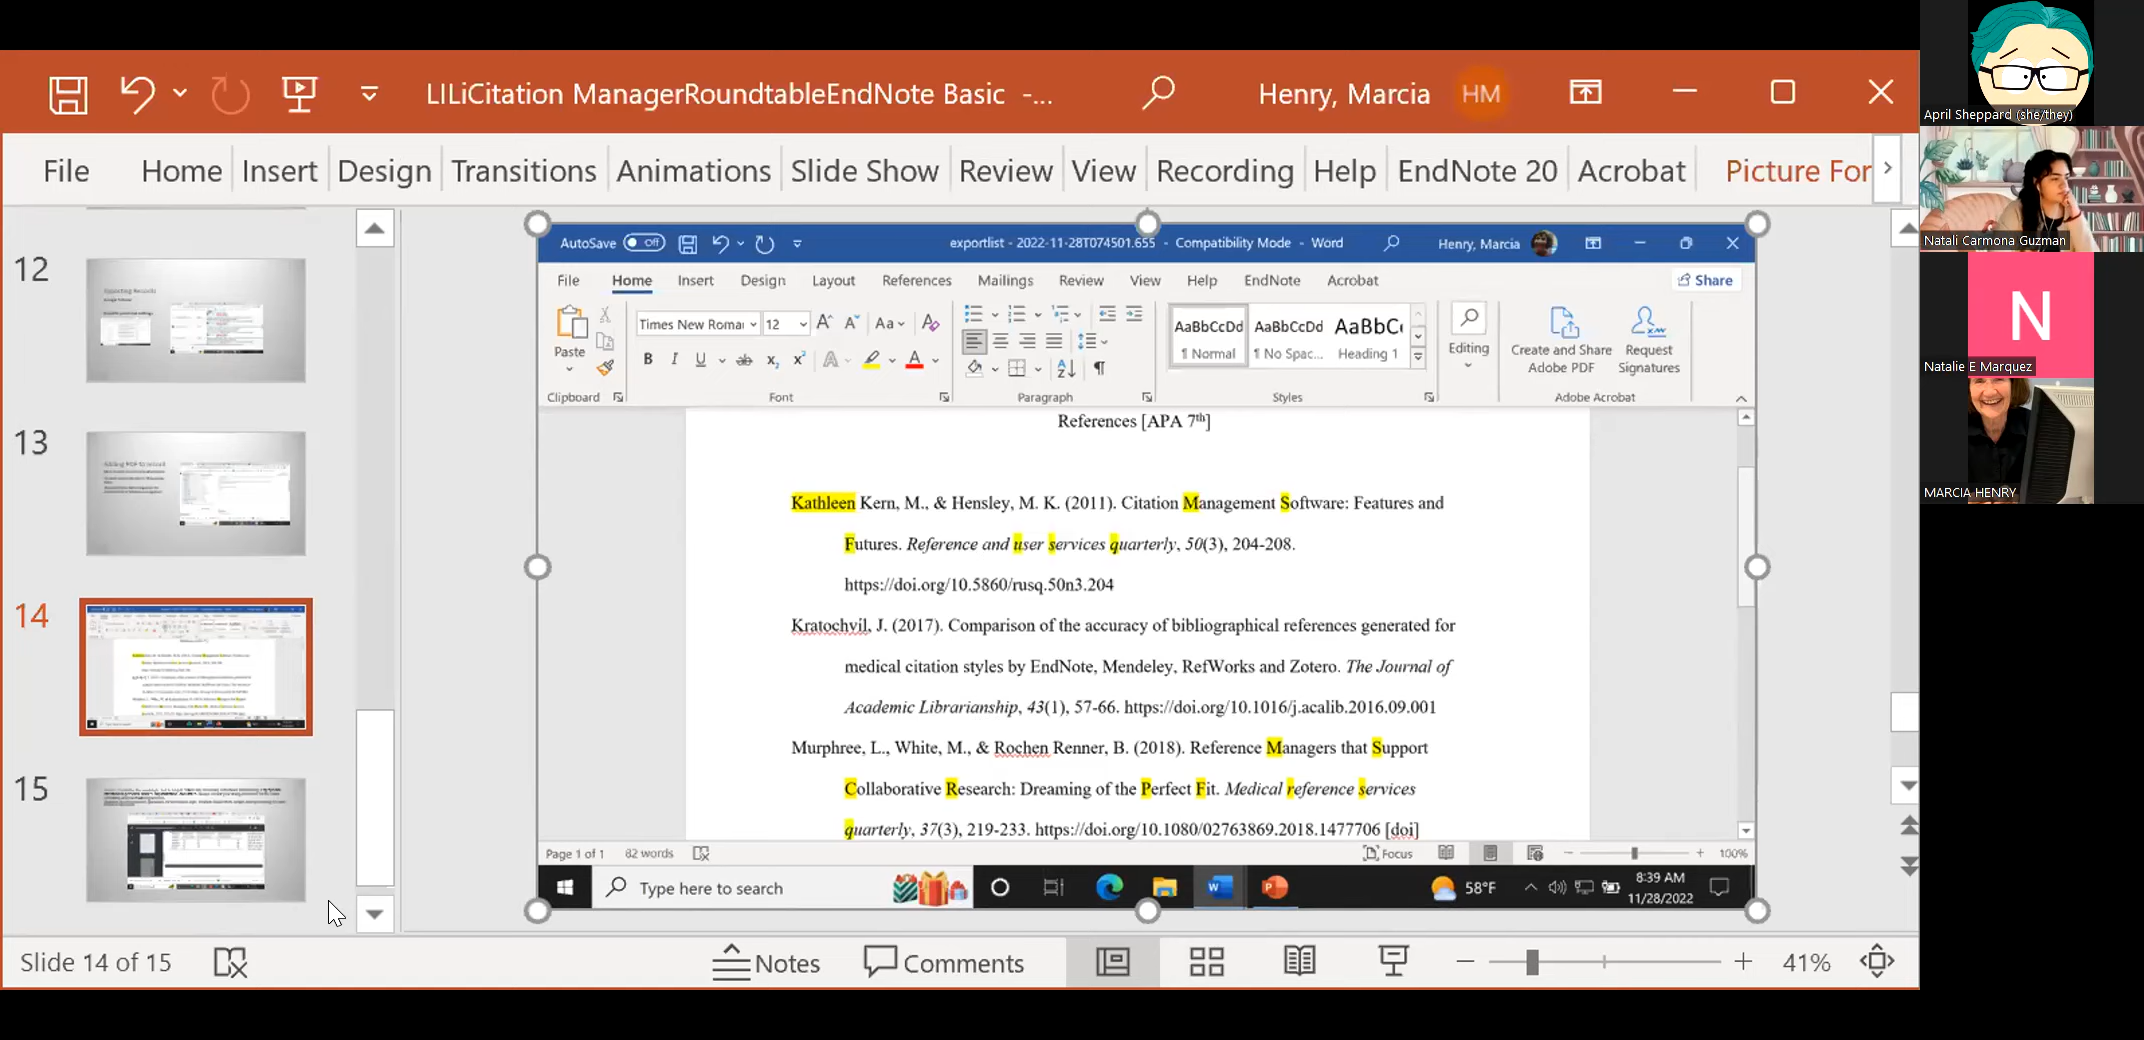 LILiCitation ManagerRoundtableEndNote Basic -...
Henry, Marcia
HM
File Home Insert Design Transitions Animations Slide Show Review View Recording Help EndNote 20 Acrobat Picture For
12
13
Adding PDF to record
14
15
AutoSave Off
exportlist - 2022-11-28T074501.655 - Compatibility Mode - Word
Henry, Marcia
File Home Insert Design Layout References Mailings Review View Help EndNote Acrobat Share
Times New Roma 12
Aa
Paste
AaBbCcDd AaBbCcDd AaBbC
¶ Normal ¶ No Spac... Heading 1
Editing
Create and Share Adobe PDF
Request Signatures
Clipboard Font Paragraph Styles Adobe Acrobat
References [APA 7th]
Kathleen Kern, M., & Hensley, M. K. (2011). Citation Management Software: Features and
Futures. Reference and user services quarterly, 50(3), 204-208.
https://doi.org/10.5860/rusq.50n3.204
Kratochvíl, J. (2017). Comparison of the accuracy of bibliographical references generated for
medical citation styles by EndNote, Mendeley, RefWorks and Zotero. The Journal of
Academic Librarianship, 43(1), 57-66. https://doi.org/10.1016/j.acalib.2016.09.001
Murphree, L., White, M., & Rochen Renner, B. (2018). Reference Managers that Support
Collaborative Research: Dreaming of the Perfect Fit. Medical reference services
quarterly, 37(3), 219-233. https://doi.org/10.1080/02763869.2018.1477706 [doi]
Page 1 of 1 82 words
Focus
100%
Type here to search
58°F
8:39 AM
11/28/2022
Slide 14 of 15
Notes
Comments
41%
April Sheppard (she/they)
Natali Carmona Guzman
N
Natalie E Marquez
MARCIA HENRY